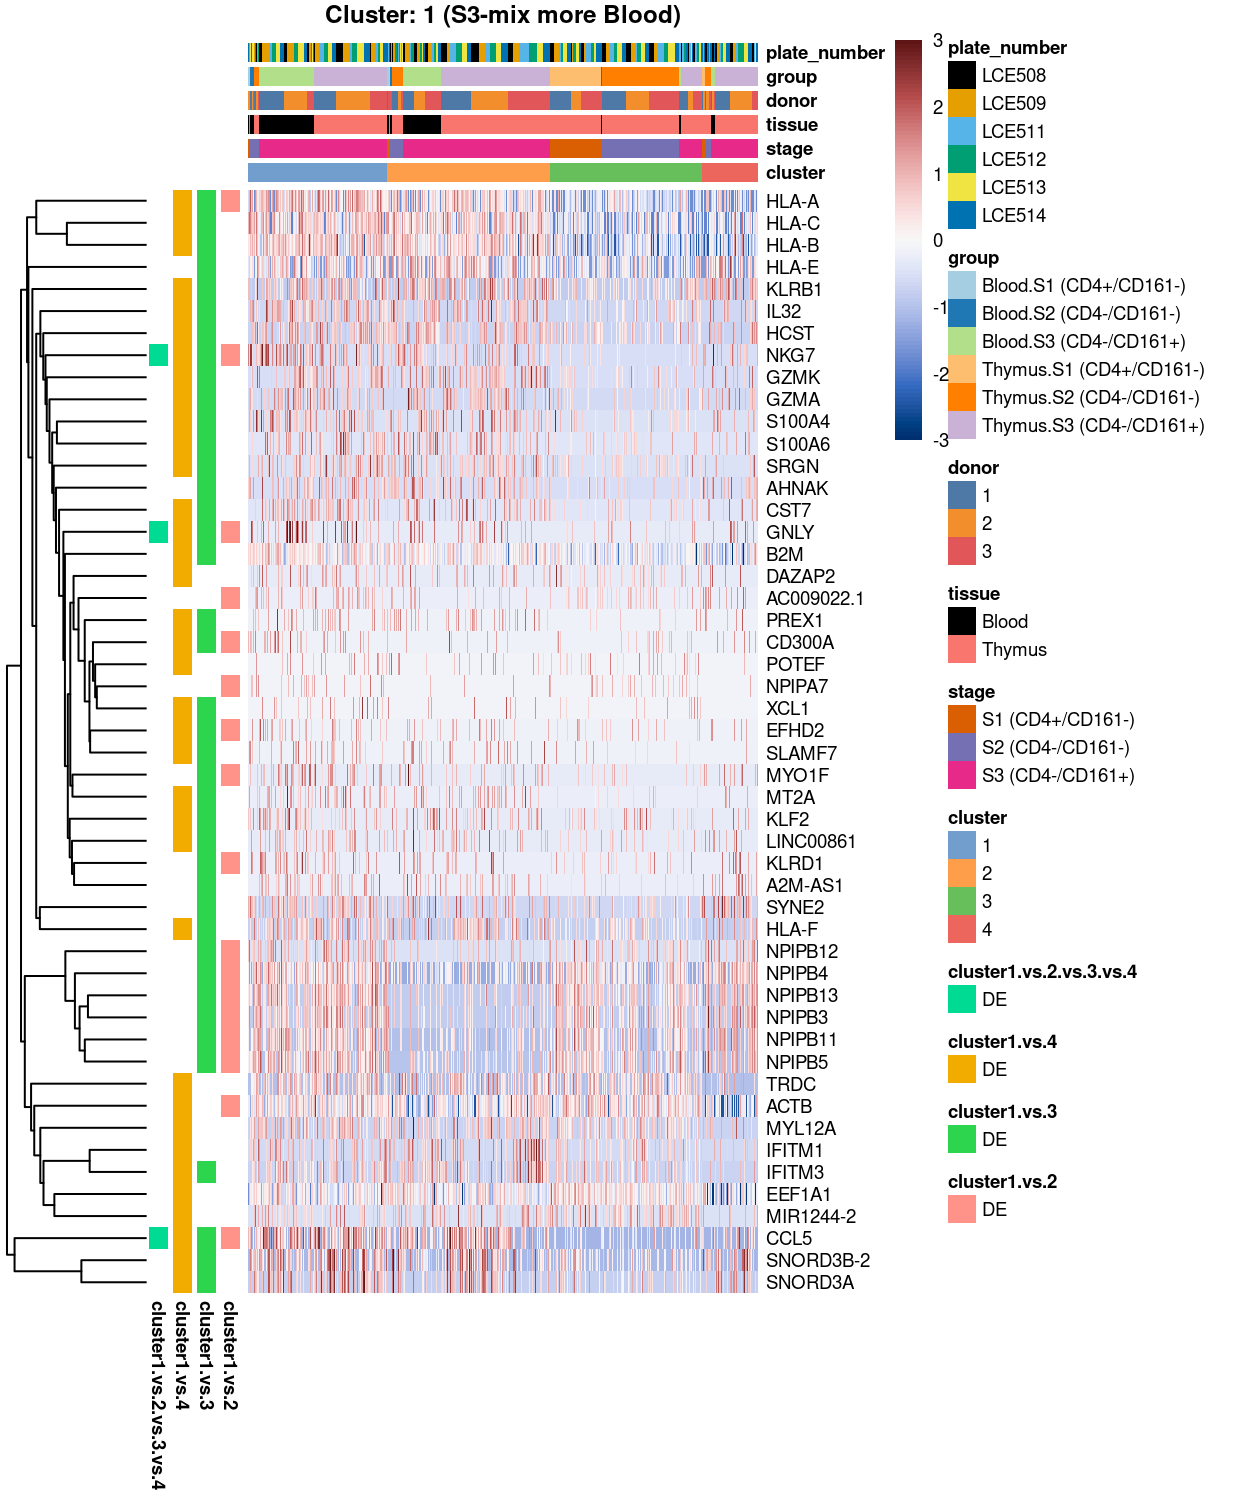 Cluster: 1 (S3-mix more Blood)
plate_number
group
donor
tissue
stage
cluster
HLA-A
HLA-C
HLA-B
HLA-E
KLRB1
IL32
HCST
NKG7
GZMK
GZMA
S100A4
S100A6
SRGN
AHNAK
CST7
GNLY
B2M
DAZAP2
AC009022.1
PREX1
CD300A
POTEF
NPIPA7
XCL1
EFHD2
SLAMF7
MYO1F
MT2A
KLF2
LINC00861
KLRD1
A2M-AS1
SYNE2
HLA-F
NPIPB12
NPIPB4
NPIPB13
NPIPB3
NPIPB11
NPIPB5
TRDC
ACTB
MYL12A
IFITM1
IFITM3
EEF1A1
MIR1244-2
CCL5
SNORD3B-2
SNORD3A
cluster1.vs.2.vs.3.vs.4
cluster1.vs.4
cluster1.vs.3
cluster1.vs.2
3
2
1
0
-1
-2
-3
plate_number
LCE508
LCE509
LCE511
LCE512
LCE513
LCE514
group
Blood.S1 (CD4+/CD161-)
Blood.S2 (CD4-/CD161-)
Blood.S3 (CD4-/CD161+)
Thymus.S1 (CD4+/CD161-)
Thymus.S2 (CD4-/CD161-)
Thymus.S3 (CD4-/CD161+)
donor
1
2
3
tissue
Blood
Thymus
stage
S1 (CD4+/CD161-)
S2 (CD4-/CD161-)
S3 (CD4-/CD161+)
cluster
1
2
3
4
cluster1.vs.2.vs.3.vs.4
DE
cluster1.vs.4
DE
cluster1.vs.3
DE
cluster1.vs.2
DE